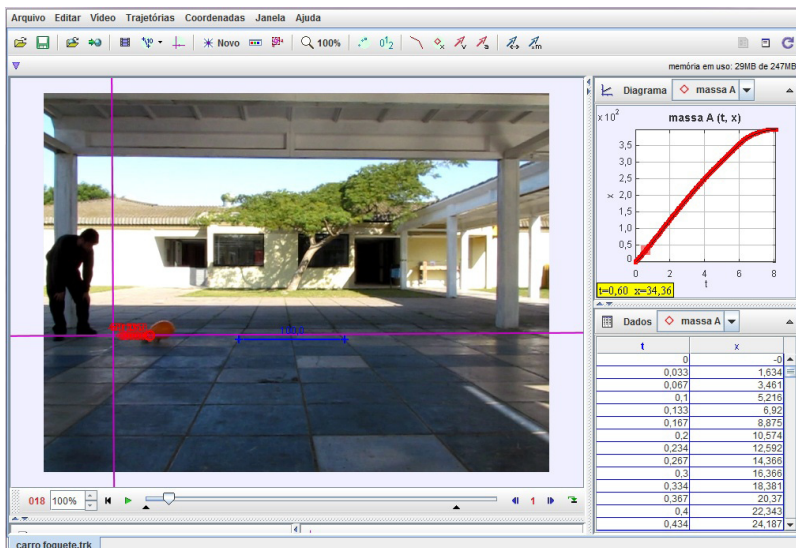 Arquivo Editar Vídeo Trajetórias Coordenadas Janela Ajuda
Novo 100%
memória em uso: 29MB de 247MB
Diagrama massa A
x 10²
massa A (t, x)
3,5
3,0
2,5
2,0
1,5
1,0
0,5
0
x
0 2 4 6 8
t
t=0,60 x=34,36
100,0
Dados massa A
t x
0 -0
0,033 1,634
0,067 3,461
0,1 5,216
0,133 6,92
0,167 8,875
0,2 10,574
0,234 12,592
0,267 14,366
0,3 16,366
0,334 18,381
0,367 20,37
0,4 22,343
0,434 24,187
018 100% 1
carro foguete.trk